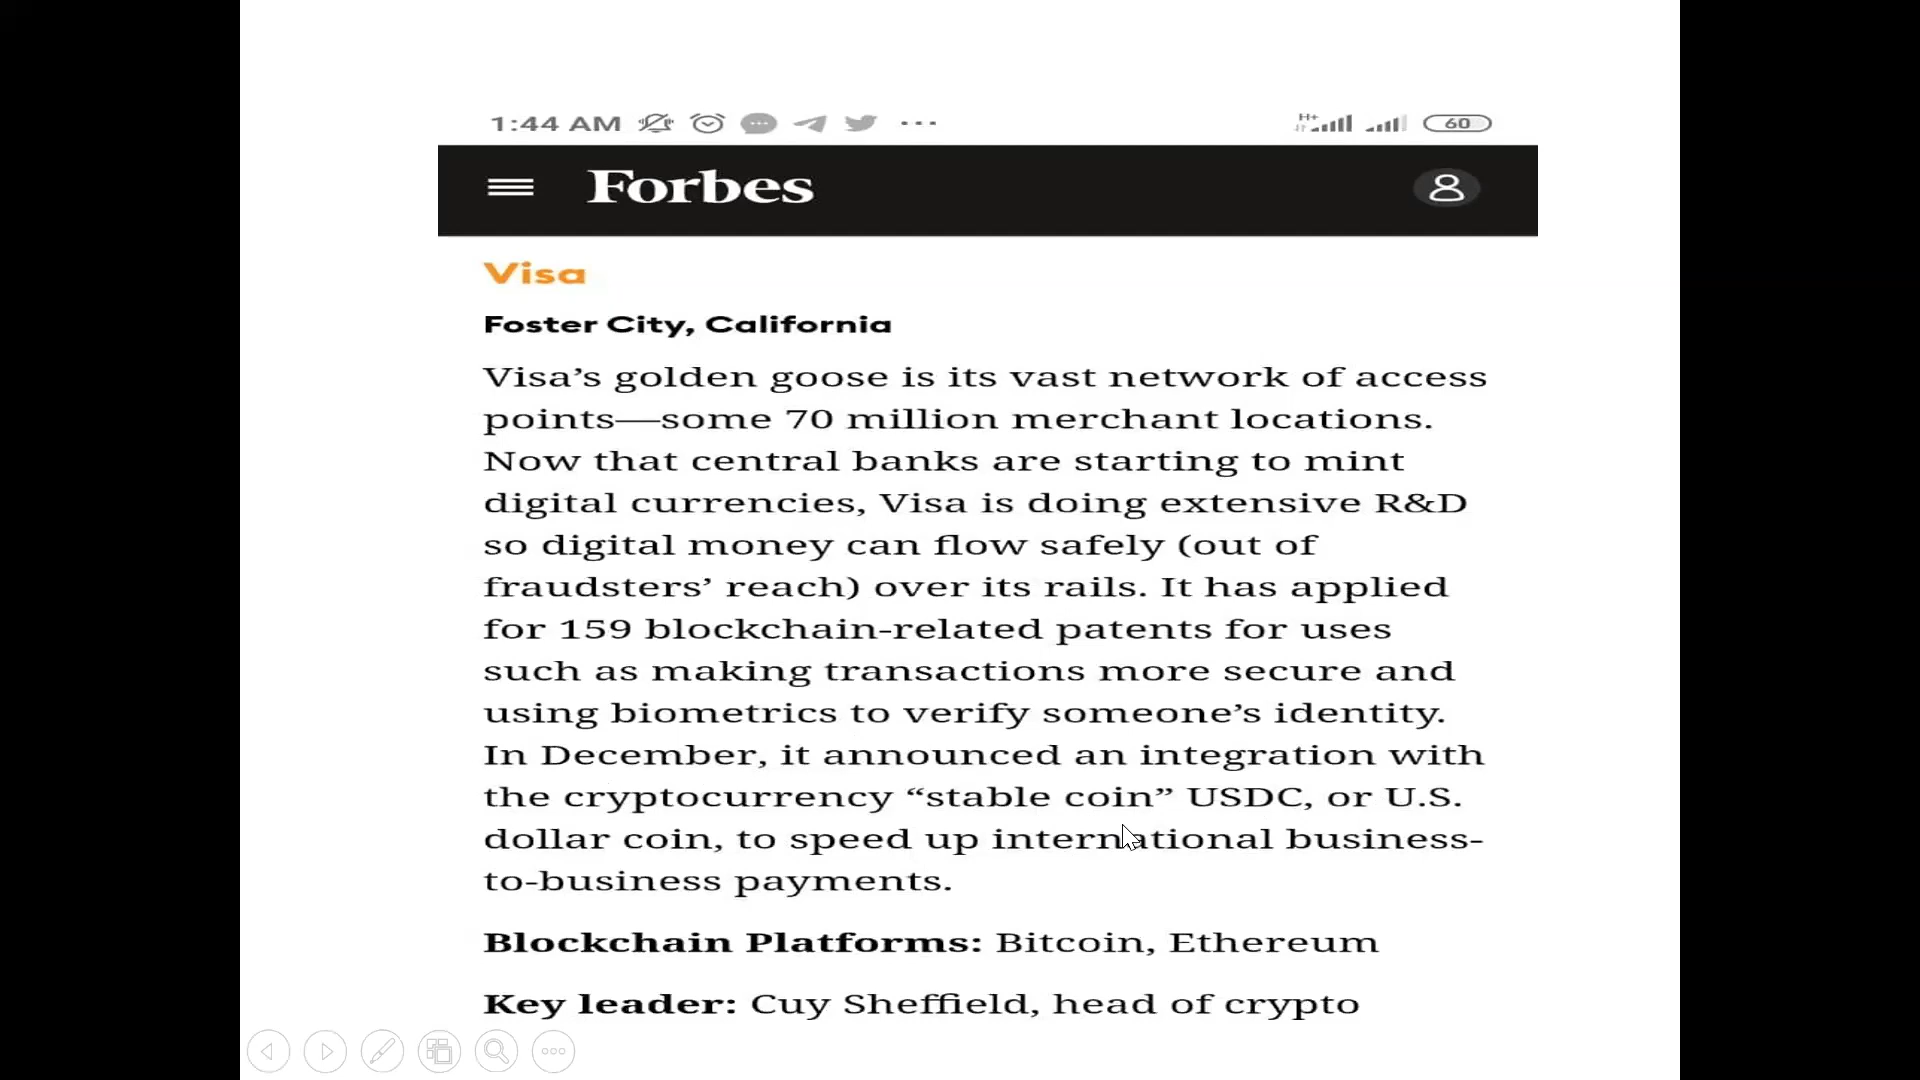 1:44 AM
H+
60
Forbes
Visa
Foster City, California
Visa’s golden goose is its vast network of access
points—some 70 million merchant locations.
Now that central banks are starting to mint
digital currencies, Visa is doing extensive R&D
so digital money can flow safely (out of
fraudsters’ reach) over its rails. It has applied
for 159 blockchain-related patents for uses
such as making transactions more secure and
using biometrics to verify someone’s identity.
In December, it announced an integration with
the cryptocurrency “stable coin” USDC, or U.S.
dollar coin, to speed up international business-
to-business payments.
Blockchain Platforms: Bitcoin, Ethereum
Key leader: Cuy Sheffield, head of crypto